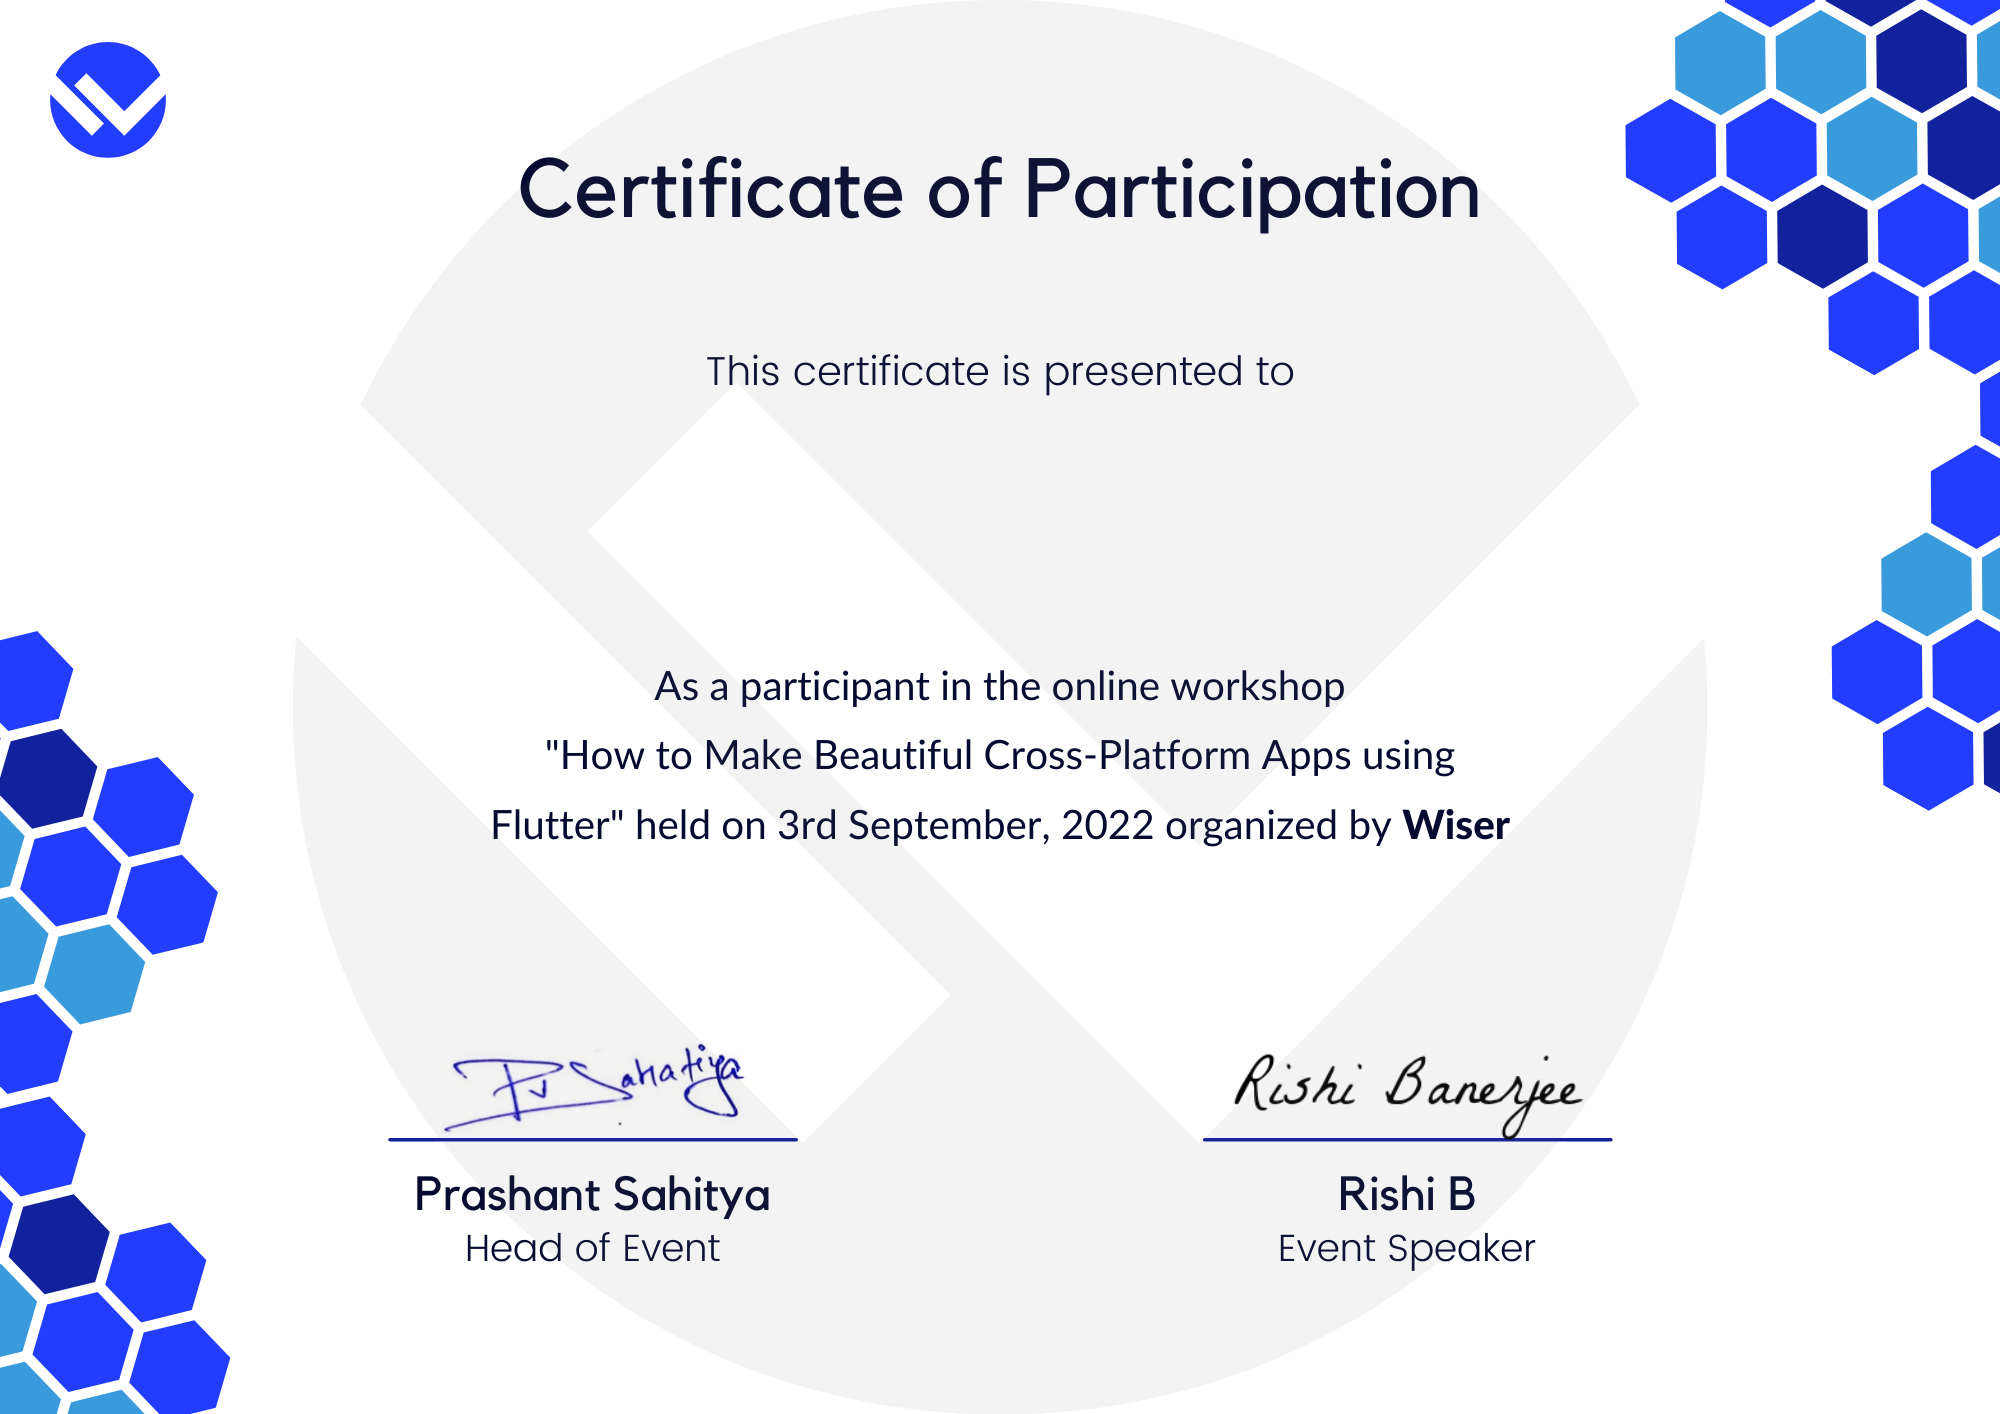 Certificate of Participation
This certificate is presented to
As a participant in the online workshop
"How to Make Beautiful Cross-Platform Apps using
Flutter" held on 3rd September, 2022 organized by Wiser
Sahatiya
Rishi Banerjee
Prashant Sahitya
Rishi B
Head of Event
Event Speaker